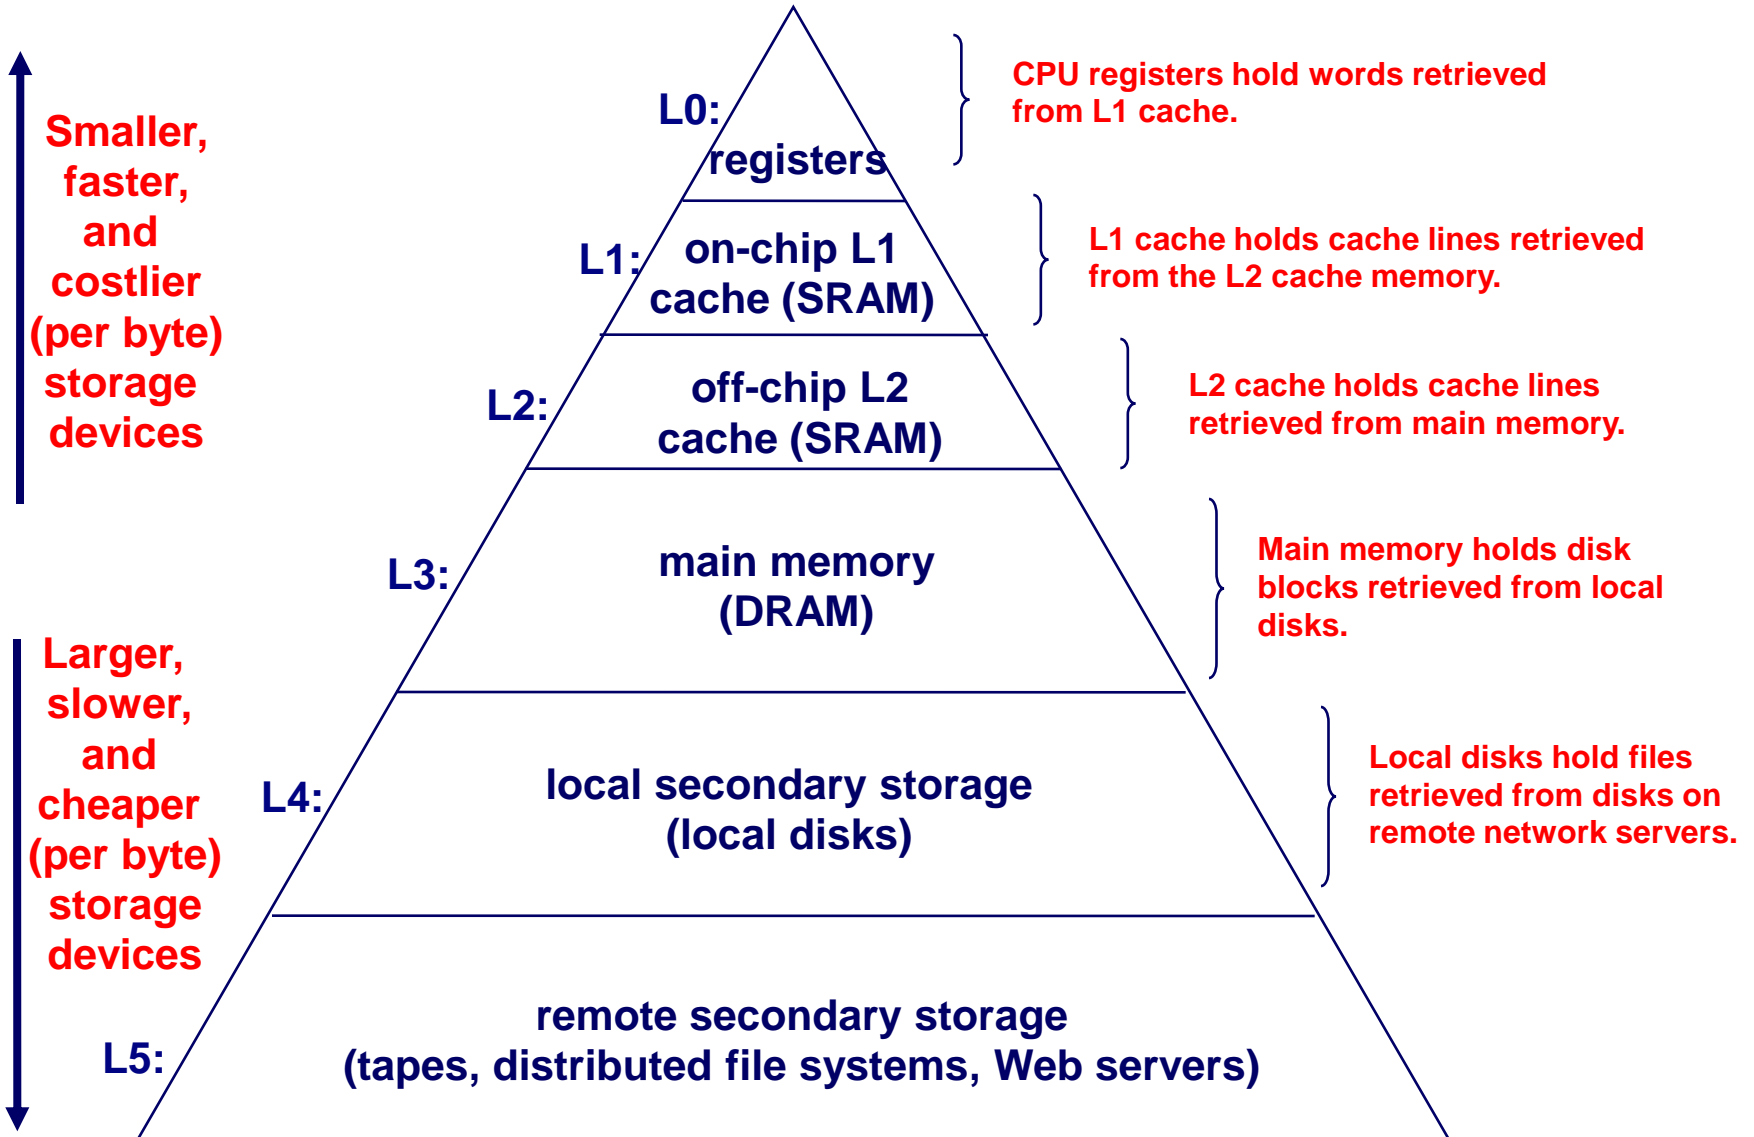 Smaller,
faster,
and
costlier
(per byte)
storage
devices
Larger,
slower,
and
cheaper
(per byte)
storage
devices
L0:
registers
CPU registers hold words retrieved
from L1 cache.
L1:
on-chip L1
cache (SRAM)
L1 cache holds cache lines retrieved
from the L2 cache memory.
L2:
off-chip L2
cache (SRAM)
L2 cache holds cache lines
retrieved from main memory.
L3:
main memory
(DRAM)
Main memory holds disk
blocks retrieved from local
disks.
L4:
local secondary storage
(local disks)
Local disks hold files
retrieved from disks on
remote network servers.
L5:
remote secondary storage
(tapes, distributed file systems, Web servers)